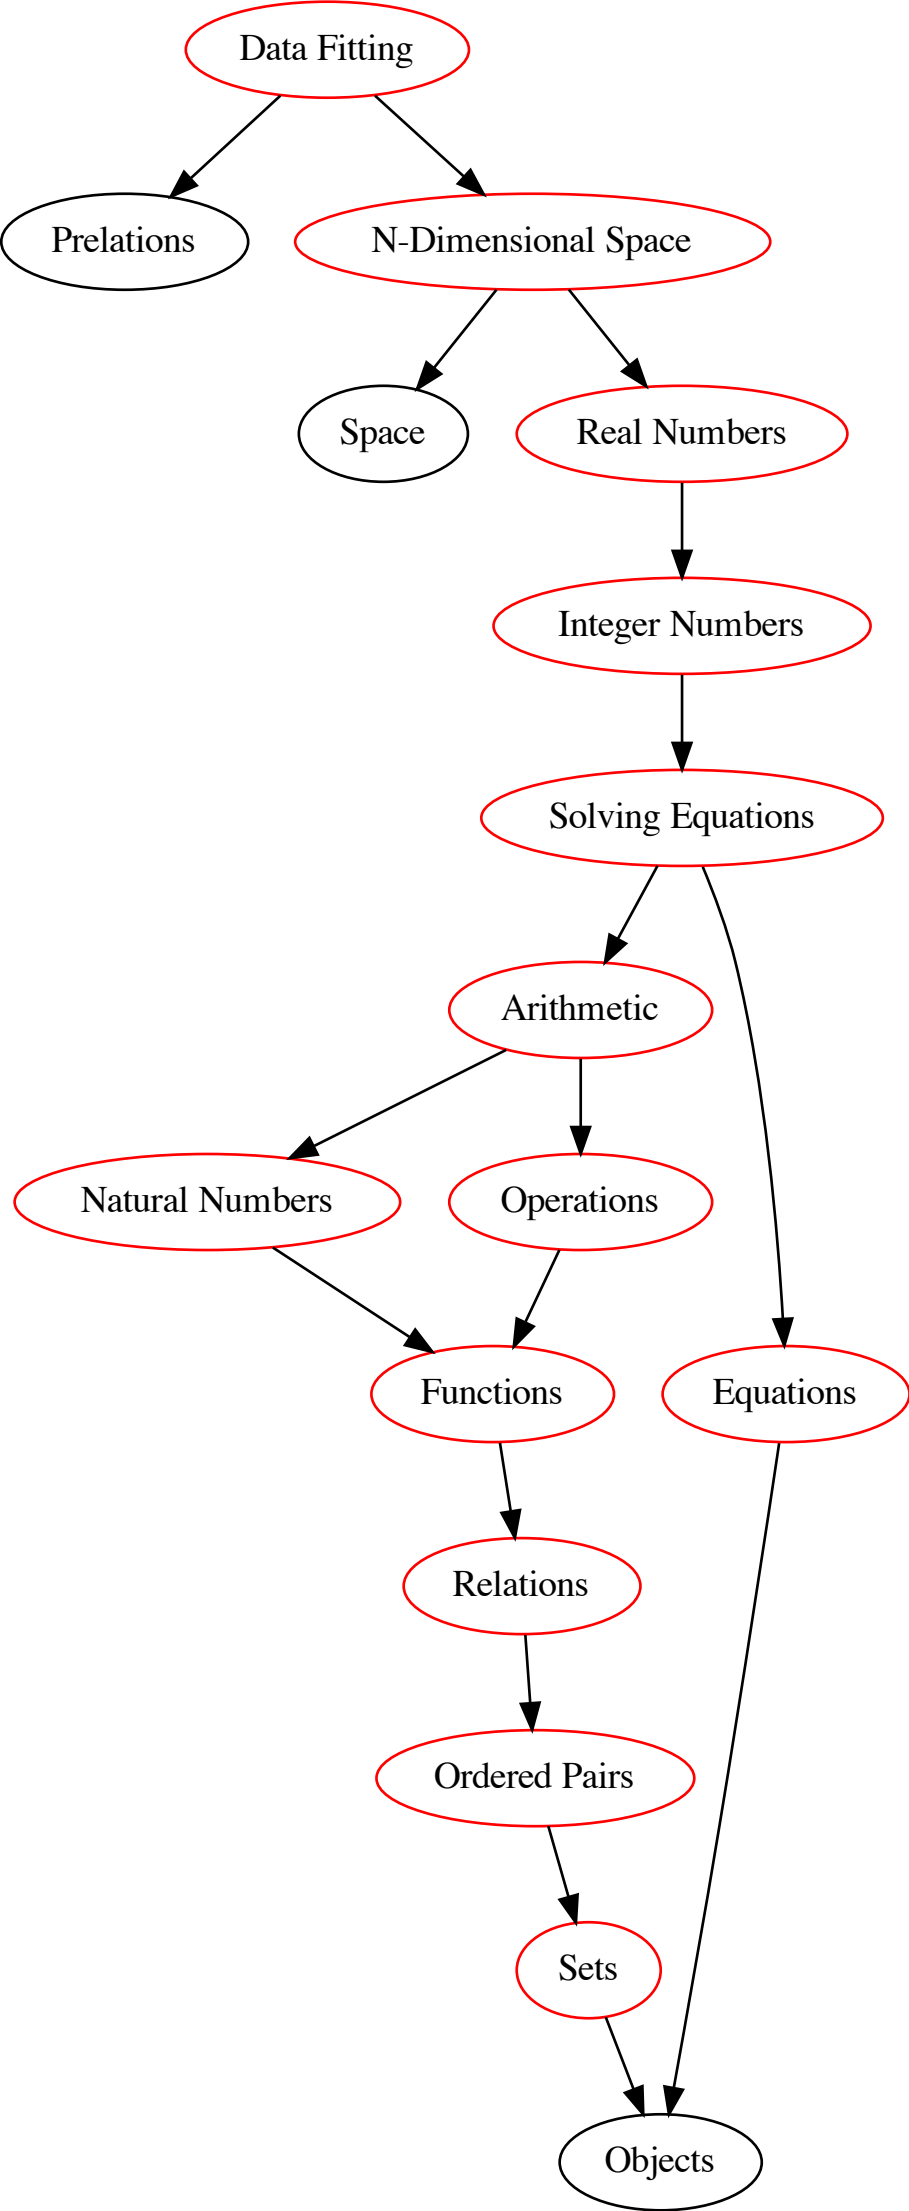 Data Fitting
Prelations
N-Dimensional Space
Space
Real Numbers
Integer Numbers
Solving Equations
Arithmetic
Natural Numbers
Operations
Functions
Equations
Relations
Ordered Pairs
Sets
Objects